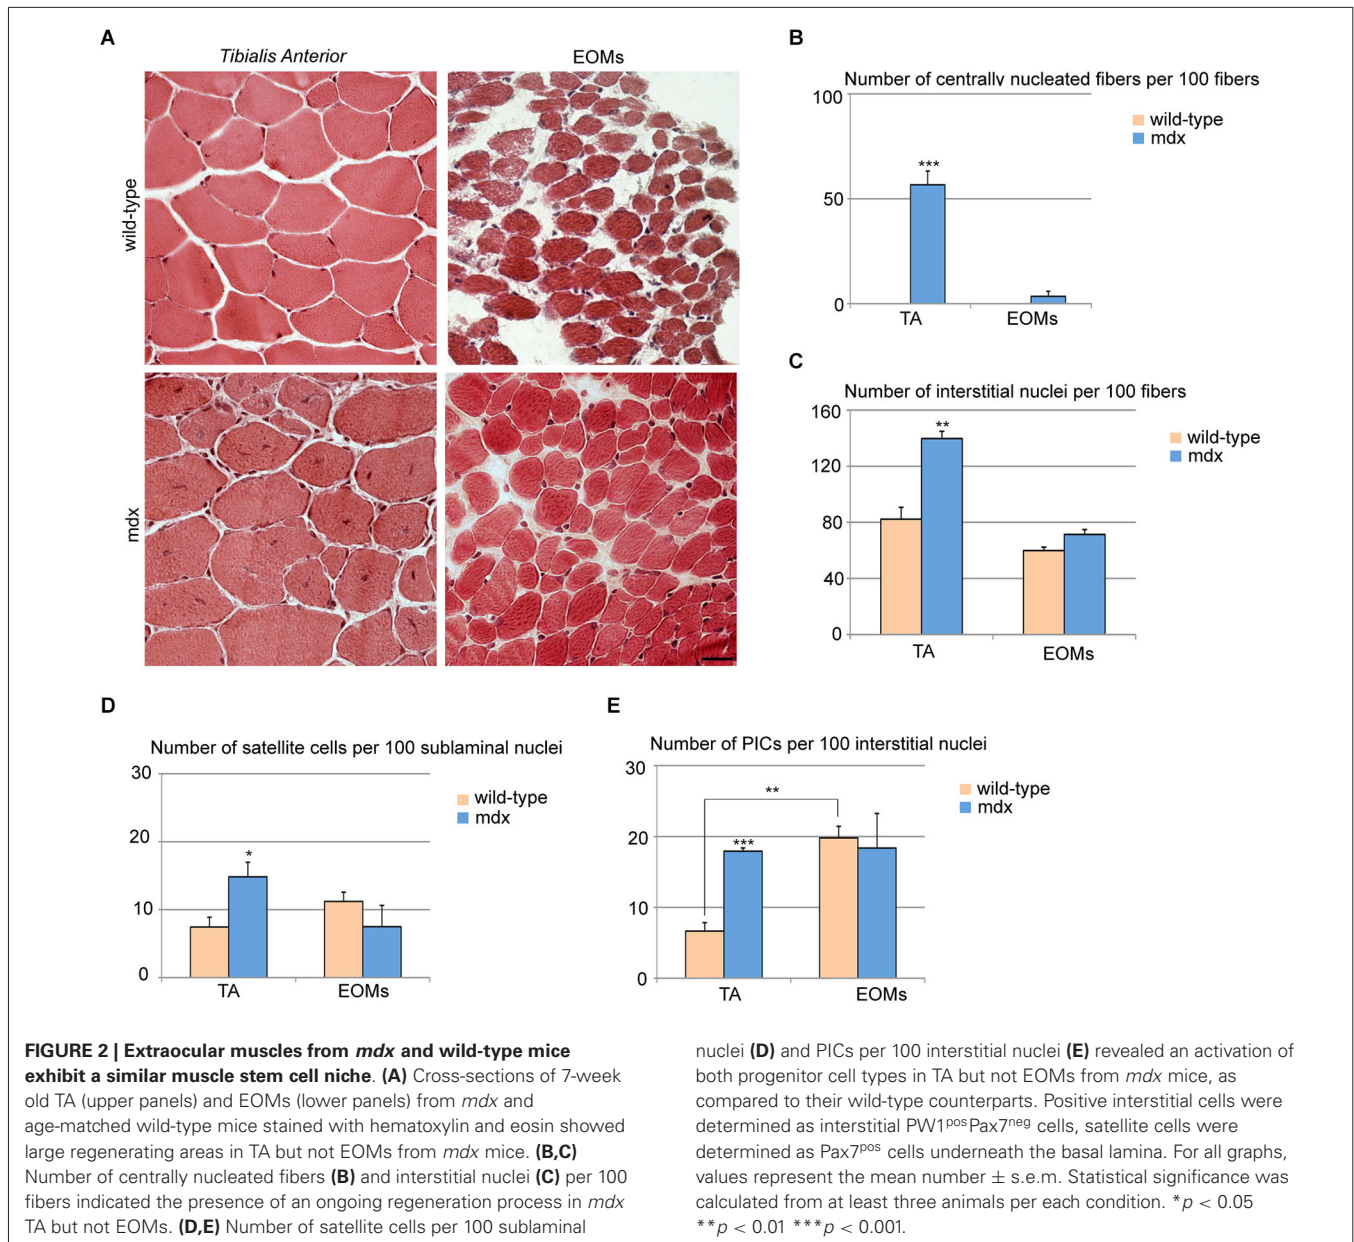 A
Tibialis Anterior
EOMs
wild-type
mdx
B
Number of centrally nucleated fibers per 100 fibers
100
50
0
***
TA
EOMs
wild-type
mdx
C
Number of interstitial nuclei per 100 fibers
160
120
80
40
0
**
TA
EOMs
wild-type
mdx
D
Number of satellite cells per 100 sublaminal nuclei
30
20
10
0
*
TA
EOMs
wild-type
mdx
E
Number of PICs per 100 interstitial nuclei
30
20
10
0
**
***
TA
EOMs
wild-type
mdx
FIGURE 2 | Extraocular muscles from mdx and wild-type mice
exhibit a similar muscle stem cell niche. (A) Cross-sections of 7-week
old TA (upper panels) and EOMs (lower panels) from mdx and
age-matched wild-type mice stained with hematoxylin and eosin showed
large regenerating areas in TA but not EOMs from mdx mice. (B,C)
Number of centrally nucleated fibers (B) and interstitial nuclei (C) per 100
fibers indicated the presence of an ongoing regeneration process in mdx
TA but not EOMs. (D,E) Number of satellite cells per 100 sublaminal
nuclei (D) and PICs per 100 interstitial nuclei (E) revealed an activation of
both progenitor cell types in TA but not EOMs from mdx mice, as
compared to their wild-type counterparts. Positive interstitial cells were
determined as interstitial PW1^pos Pax7^neg cells, satellite cells were
determined as Pax7^pos cells underneath the basal lamina. For all graphs,
values represent the mean number ± s.e.m. Statistical significance was
calculated from at least three animals per each condition. *p < 0.05
**p < 0.01 ***p < 0.001.